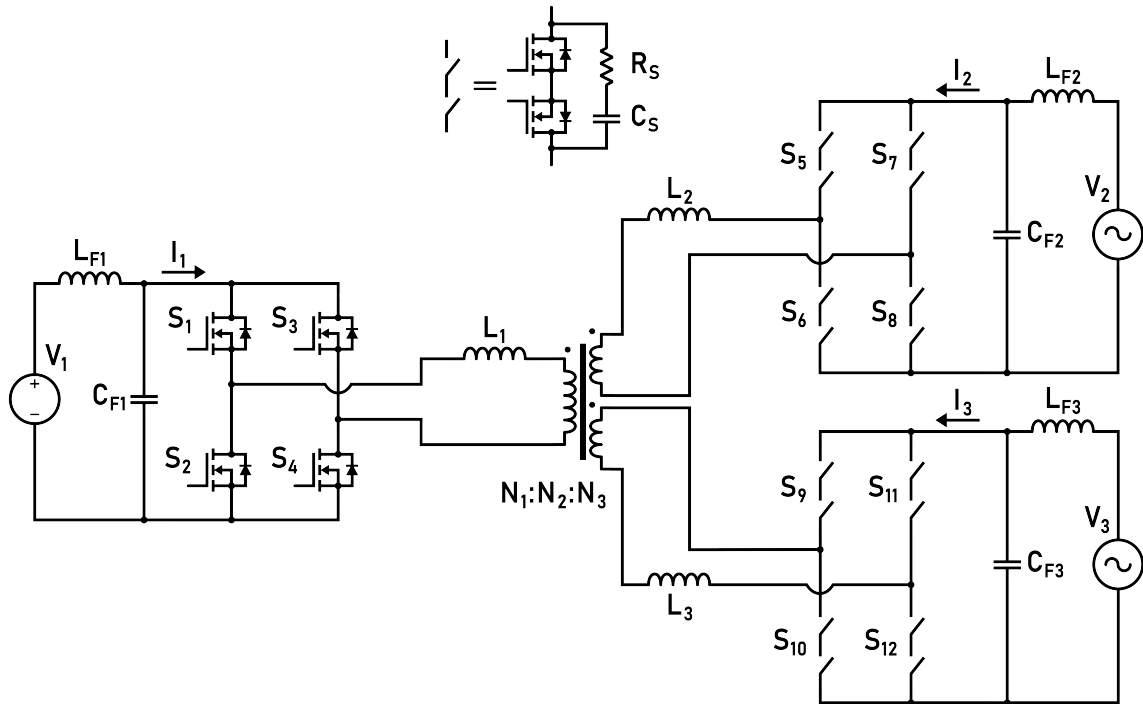 R_S
=
C_S
I_2
L_F2
S_5
S_7
L_2
V_2
C_F2
L_F1
I_1
S_1
S_3
S_6
S_8
L_1
V_1
+
−
C_F1
I_3
L_F3
S_2
S_4
S_9
S_11
N_1:N_2:N_3
V_3
C_F3
L_3
S_10
S_12